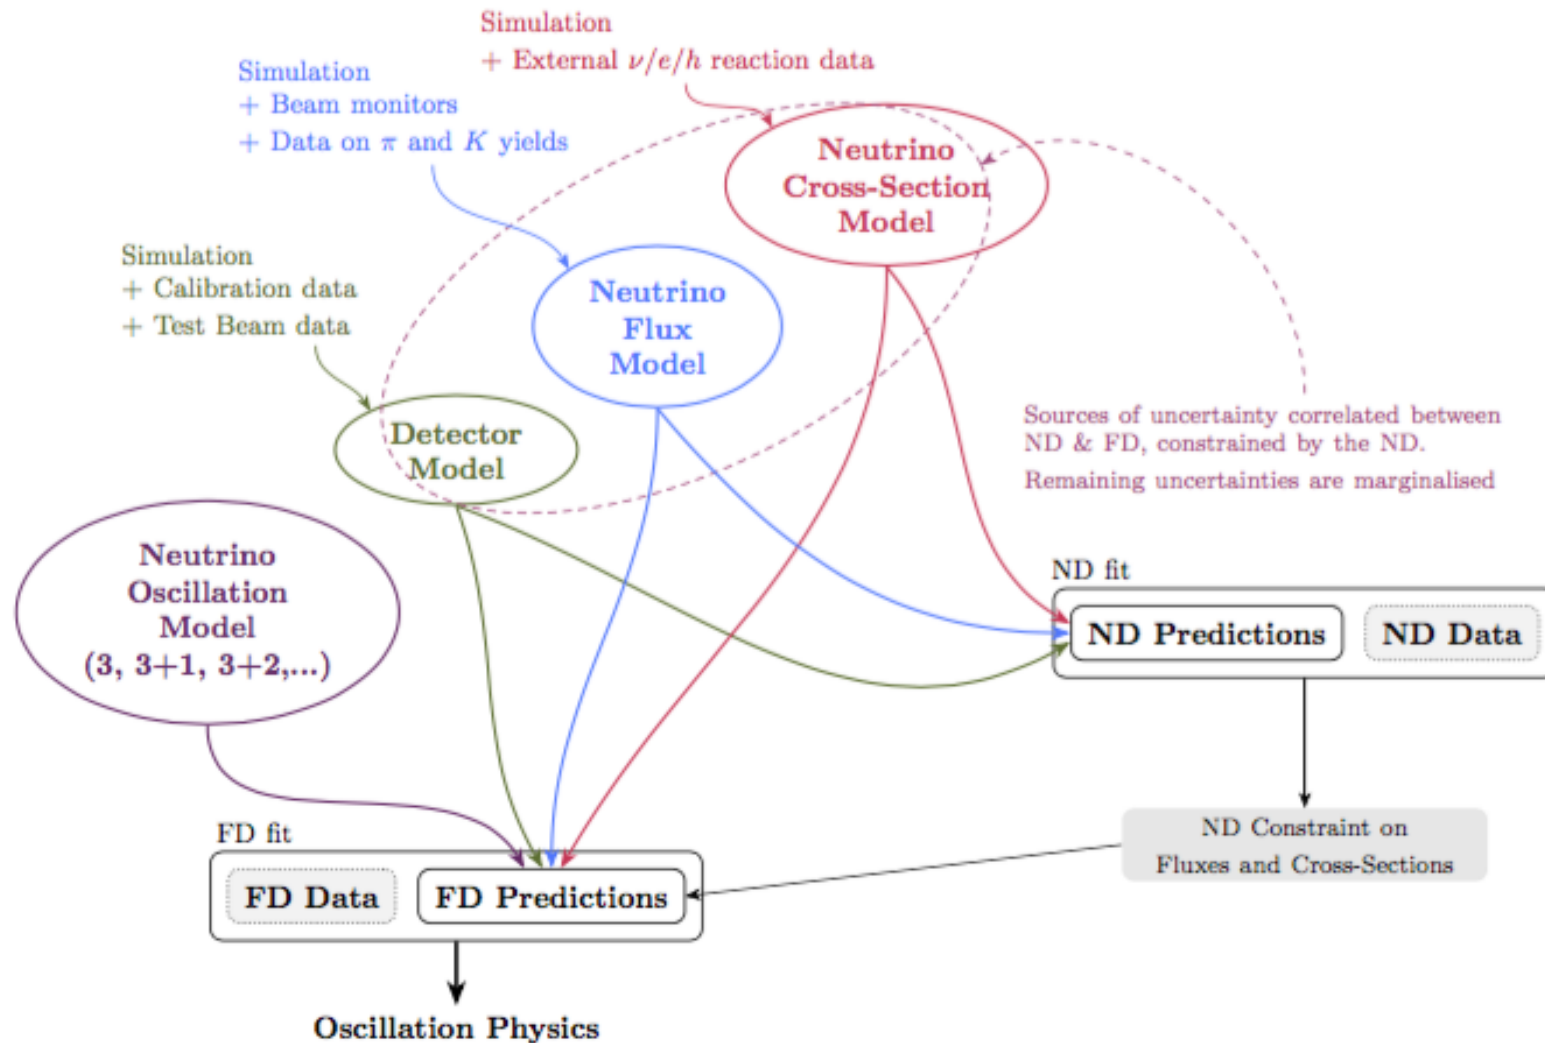 Simulation
+ External ν/e/h reaction data
Simulation
+ Beam monitors
+ Data on π and K yields
Neutrino
Cross-Section
Model
Simulation
+ Calibration data
+ Test Beam data
Neutrino
Flux
Model
Detector
Model
Sources of uncertainty correlated between
ND & FD, constrained by the ND.
Remaining uncertainties are marginalised
Neutrino
Oscillation
Model
(3, 3+1, 3+2,...)
ND fit
ND Predictions
ND Data
ND Constraint on
Fluxes and Cross-Sections
FD fit
FD Data
FD Predictions
Oscillation Physics